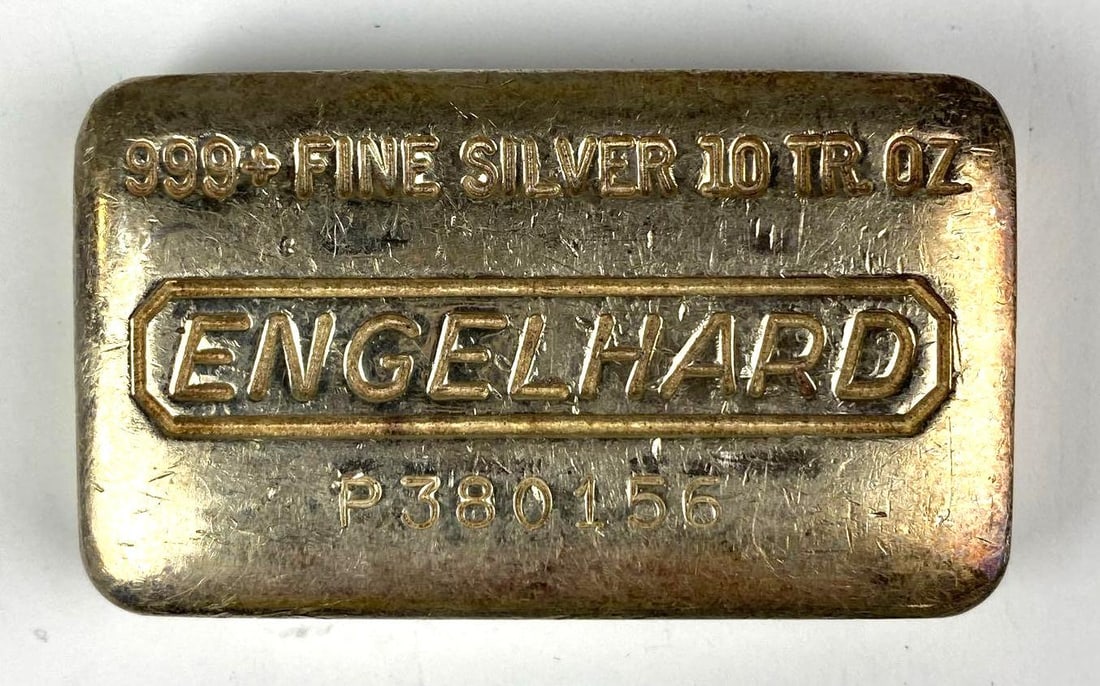 999+ FINE SILVER 10 TR. OZ
ENGELHARD
P380156